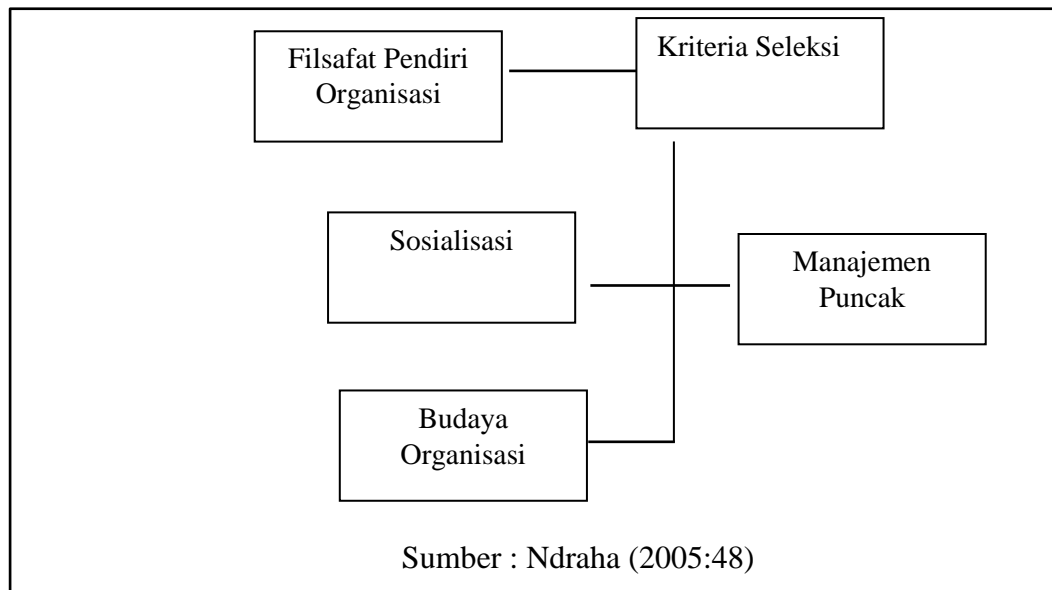 Filsafat Pendiri
Organisasi
Kriteria Seleksi
Sosialisasi
Manajemen
Puncak
Budaya
Organisasi
Sumber : Ndraha (2005:48)